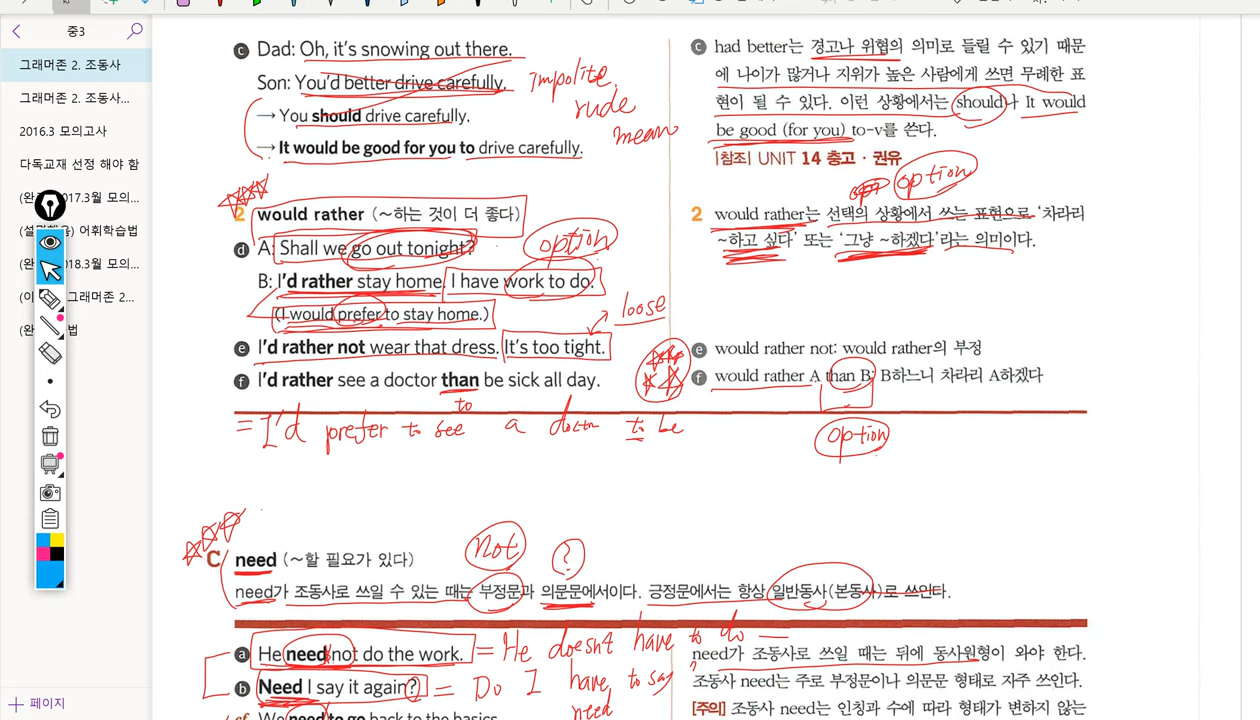 중3
그래머존 2. 조동사
그래머존 2. 조동사...
2016.3 모의고사
다독교재 선정 해야 함
2017.3월 모의...
어휘학습법
2018.3월 모의...
그래머존 2...
법
페이지
c Dad: Oh, it's snowing out there.
Son: You'd better drive carefully.
impolite
rude
mean
→ You should drive carefully.
→ It would be good for you to drive carefully.
c had better는 경고나 위협의 의미로 들릴 수 있기 때문
에 나이가 많거나 지위가 높은 사람에게 쓰면 무례한 표
현이 될 수 있다. 이런 상황에서는 should나 It would
be good (for you) to-v를 쓴다.
|참조| UNIT 14 충고 · 권유
option
2 would rather (~하는 것이 더 좋다)
d A: Shall we go out tonight?
option
B: I'd rather stay home. I have work to do.
(I would prefer to stay home.)
loose
e I'd rather not wear that dress. It's too tight.
f I'd rather see a doctor than be sick all day.
to
= I'd prefer to see a doctor to be
2 would rather는 선택의 상황에서 쓰는 표현으로 '차라리
~하고 싶다' 또는 '그냥 ~하겠다'라는 의미이다.
e would rather not: would rather의 부정
f would rather A than B: B하느니 차라리 A하겠다
option
C need (~할 필요가 있다)
Not
?
need가 조동사로 쓰일 수 있는 때는 부정문과 의문문에서이다. 긍정문에서는 항상 일반동사(본동사)로 쓰인다.
a He need not do the work. = He doesn't have to do
b Need I say it again? = Do I have to say
need
cf. We need to go back to the basics.
need가 조동사로 쓰일 때는 뒤에 동사원형이 와야 한다.
조동사 need는 주로 부정문이나 의문문 형태로 자주 쓰인다.
[주의] 조동사 need는 인칭과 수에 따라 형태가 변하지 않는